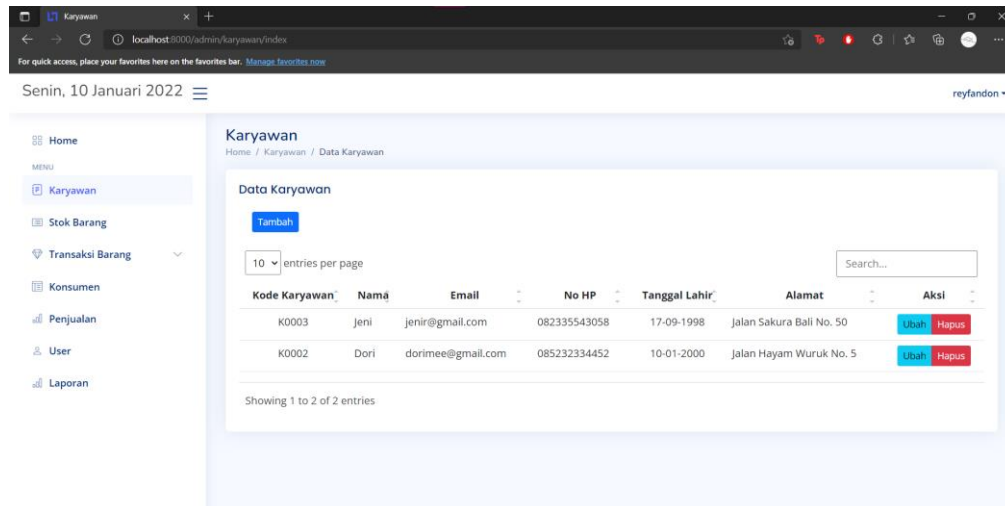 Karyawan
localhost:8000/admin/karyawan/index
For quick access, place your favorites here on the favorites bar. Manage favorites now
Senin, 10 Januari 2022
reyfandon
Home
MENU
Karyawan
Stok Barang
Transaksi Barang
Konsumen
Penjualan
User
Laporan
Karyawan
Home / Karyawan / Data Karyawan
Data Karyawan
Tambah
10 entries per page
Search...
Kode Karyawan Nama Email No HP Tanggal Lahir Alamat Aksi
K0003 Jeni jenir@gmail.com 082335543058 17-09-1998 Jalan Sakura Bali No. 50 Ubah Hapus
K0002 Dori dorimee@gmail.com 085232334452 10-01-2000 Jalan Hayam Wuruk No. 5 Ubah Hapus
Showing 1 to 2 of 2 entries